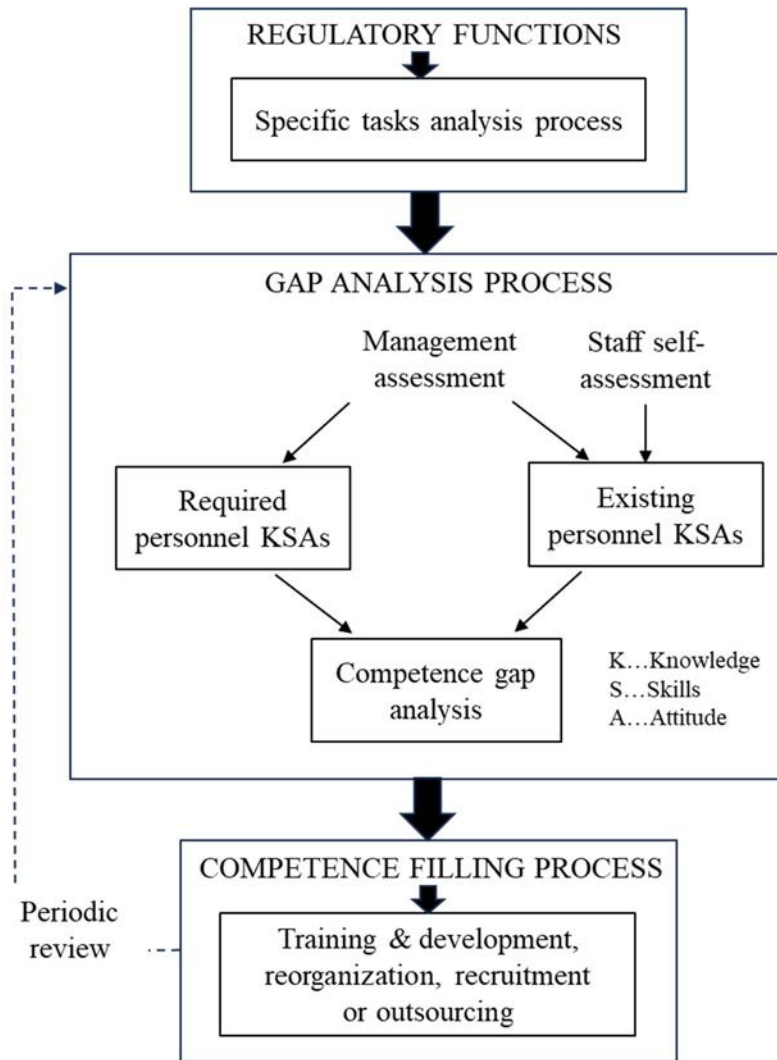 REGULATORY FUNCTIONS
Specific tasks analysis process
GAP ANALYSIS PROCESS
Management
assessment
Staff self-
assessment
Required
personnel KSAs
Existing
personnel KSAs
Competence gap
analysis
K…Knowledge
S…Skills
A…Attitude
COMPETENCE FILLING PROCESS
Training & development,
reorganization, recruitment
or outsourcing
Periodic
review